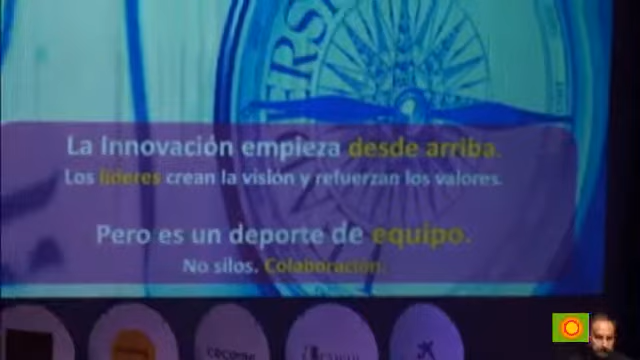 ERSI
La Innovación empieza desde arriba.
Los líderes crean la visión y refuerzan los valores.
Pero es un deporte de equipo.
No silos. Colaboración.